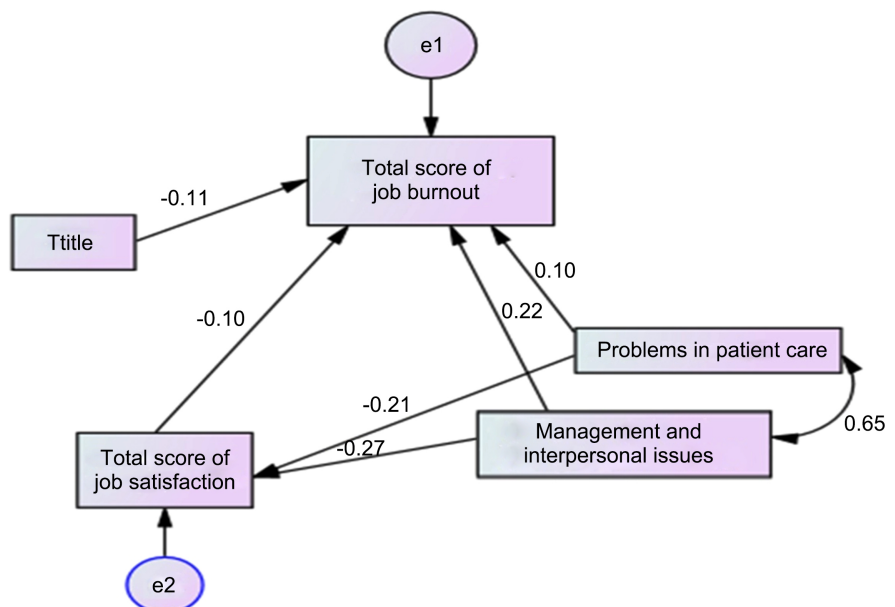 e1
Total score of
job burnout
-0.11
Ttitle
0.10
0.22
-0.10
Problems in patient care
-0.21
0.65
Management and
interpersonal issues
-0.27
Total score of
job satisfaction
e2